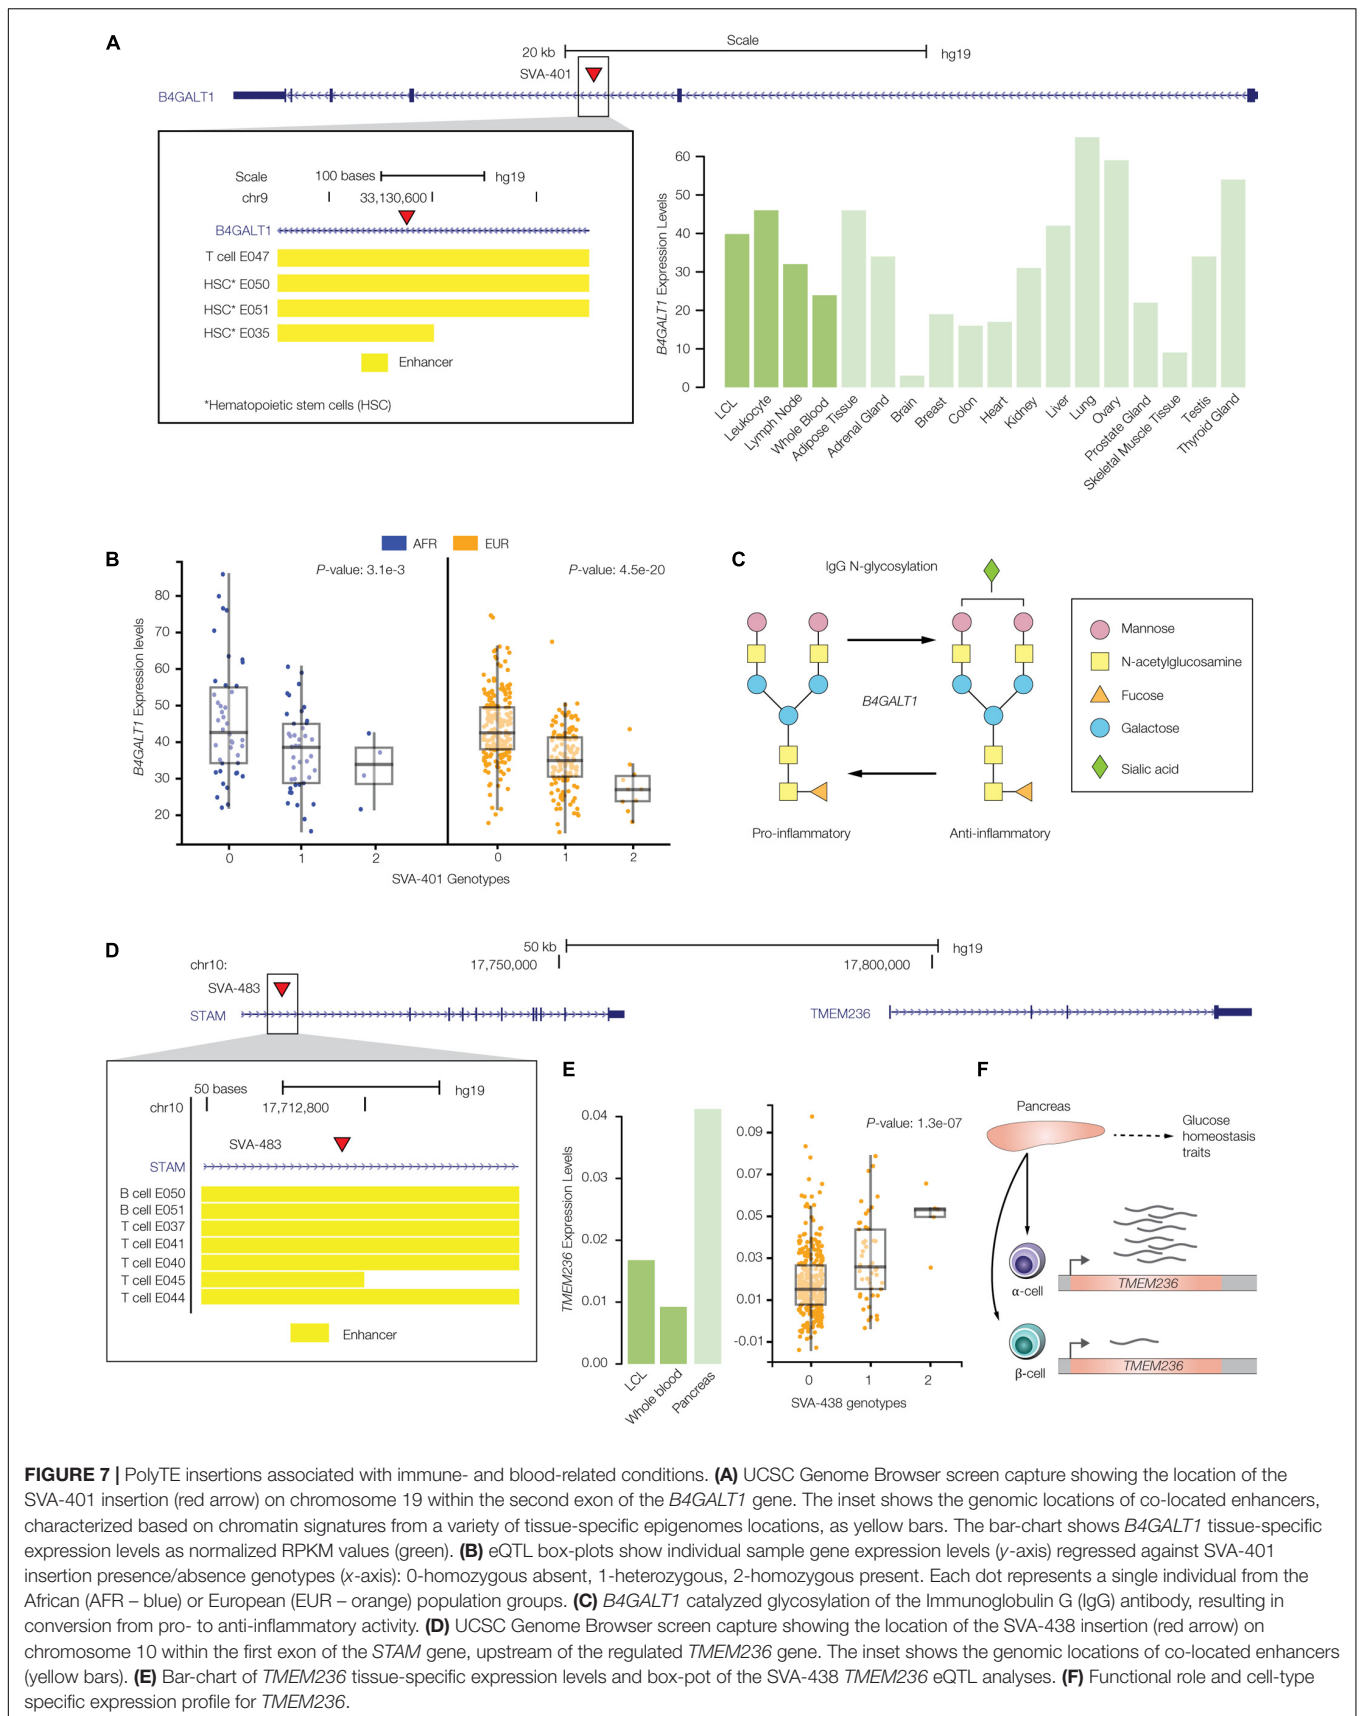 A
Scale
20 kb
hg19
SVA-401
B4GALT1
Scale
100 bases
hg19
chr9
33,130,600
B4GALT1
T cell E047
HSC* E050
HSC* E051
HSC* E035
Enhancer
*Hematopoietic stem cells (HSC)
B4GALT1 Expression Levels
60
50
40
30
20
10
0
LCL
Leukocyte
Lymph Node
Whole Blood
Adipose Tissue
Adrenal Gland
Brain
Breast
Colon
Heart
Kidney
Liver
Lung
Ovary
Prostate Gland
Skeletal Muscle Tissue
Testis
Thyroid Gland
B
AFR
EUR
P-value: 3.1e-3
P-value: 4.5e-20
B4GALT1 Expression levels
80
70
60
50
40
30
20
0
1
2
0
1
2
SVA-401 Genotypes
C
IgG N-glycosylation
B4GALT1
Pro-inflammatory
Anti-inflammatory
Mannose
N-acetylglucosamine
Fucose
Galactose
Sialic acid
D
50 kb
hg19
chr10:
17,750,000
17,800,000
SVA-483
STAM
TMEM236
50 bases
hg19
chr10
17,712,800
SVA-483
STAM
B cell E050
B cell E051
T cell E037
T cell E041
T cell E040
T cell E045
T cell E044
Enhancer
E
TMEM236 Expression Levels
0.04
0.03
0.02
0.01
0.00
LCL
Whole blood
Pancreas
P-value: 1.3e-07
0.09
0.07
0.05
0.03
0.01
-0.01
0
1
2
SVA-438 genotypes
F
Pancreas
Glucose
homeostasis
traits
α-cell
TMEM236
β-cell
TMEM236
FIGURE 7 | PolyTE insertions associated with immune- and blood-related conditions. (A) UCSC Genome Browser screen capture showing the location of the
SVA-401 insertion (red arrow) on chromosome 19 within the second exon of the B4GALT1 gene. The inset shows the genomic locations of co-located enhancers,
characterized based on chromatin signatures from a variety of tissue-specific epigenomes locations, as yellow bars. The bar-chart shows B4GALT1 tissue-specific
expression levels as normalized RPKM values (green). (B) eQTL box-plots show individual sample gene expression levels (y-axis) regressed against SVA-401
insertion presence/absence genotypes (x-axis): 0-homozygous absent, 1-heterozygous, 2-homozygous present. Each dot represents a single individual from the
African (AFR – blue) or European (EUR – orange) population groups. (C) B4GALT1 catalyzed glycosylation of the Immunoglobulin G (IgG) antibody, resulting in
conversion from pro- to anti-inflammatory activity. (D) UCSC Genome Browser screen capture showing the location of the SVA-438 insertion (red arrow) on
chromosome 10 within the first exon of the STAM gene, upstream of the regulated TMEM236 gene. The inset shows the genomic locations of co-located enhancers
(yellow bars). (E) Bar-chart of TMEM236 tissue-specific expression levels and box-pot of the SVA-438 TMEM236 eQTL analyses. (F) Functional role and cell-type
specific expression profile for TMEM236.